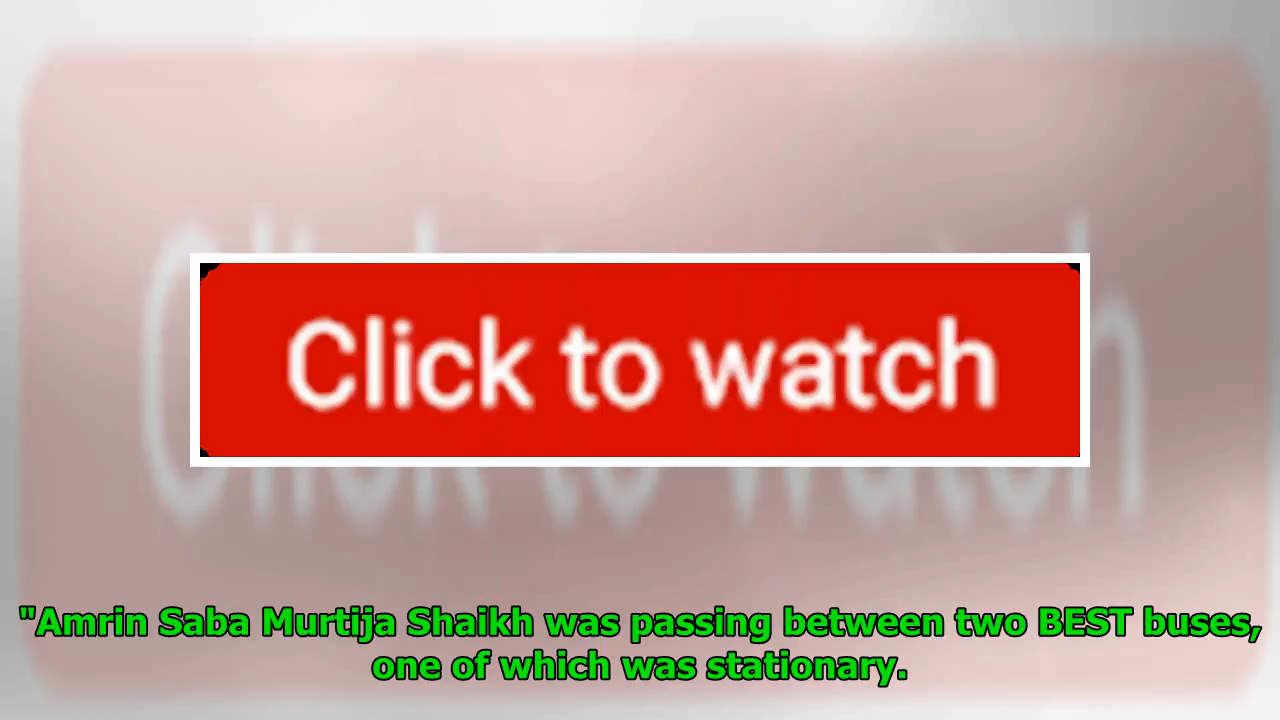 Click to watch
"Amrin Saba Murtija Shaikh was passing between two BEST buses,
one of which was stationary.